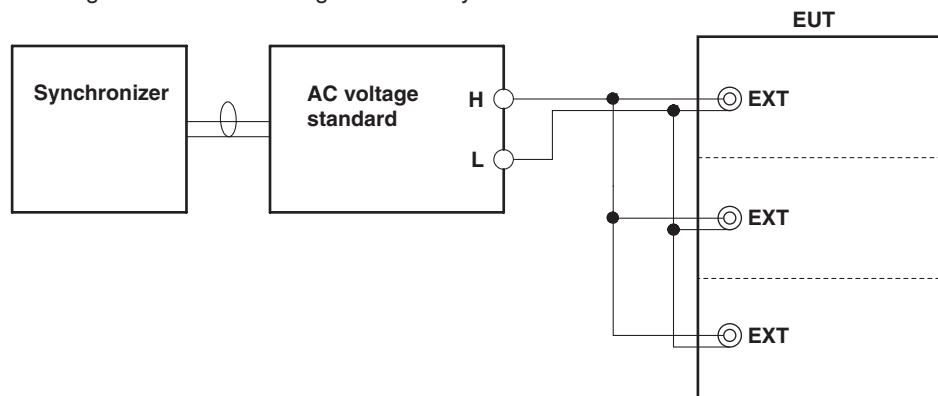 EUT
Synchronizer
AC voltage
standard
H
L
EXT
EXT
EXT